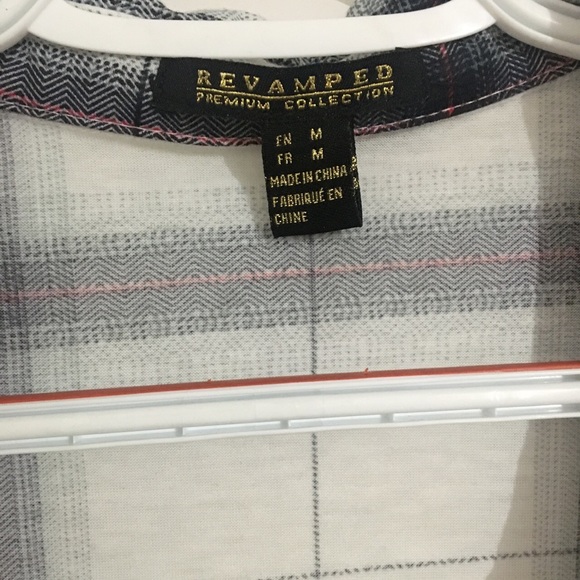 REVAMPED
PREMIUM COLLECTION
EN M
FR M
MADE IN CHINA
FABRIQUÉ EN
CHINE